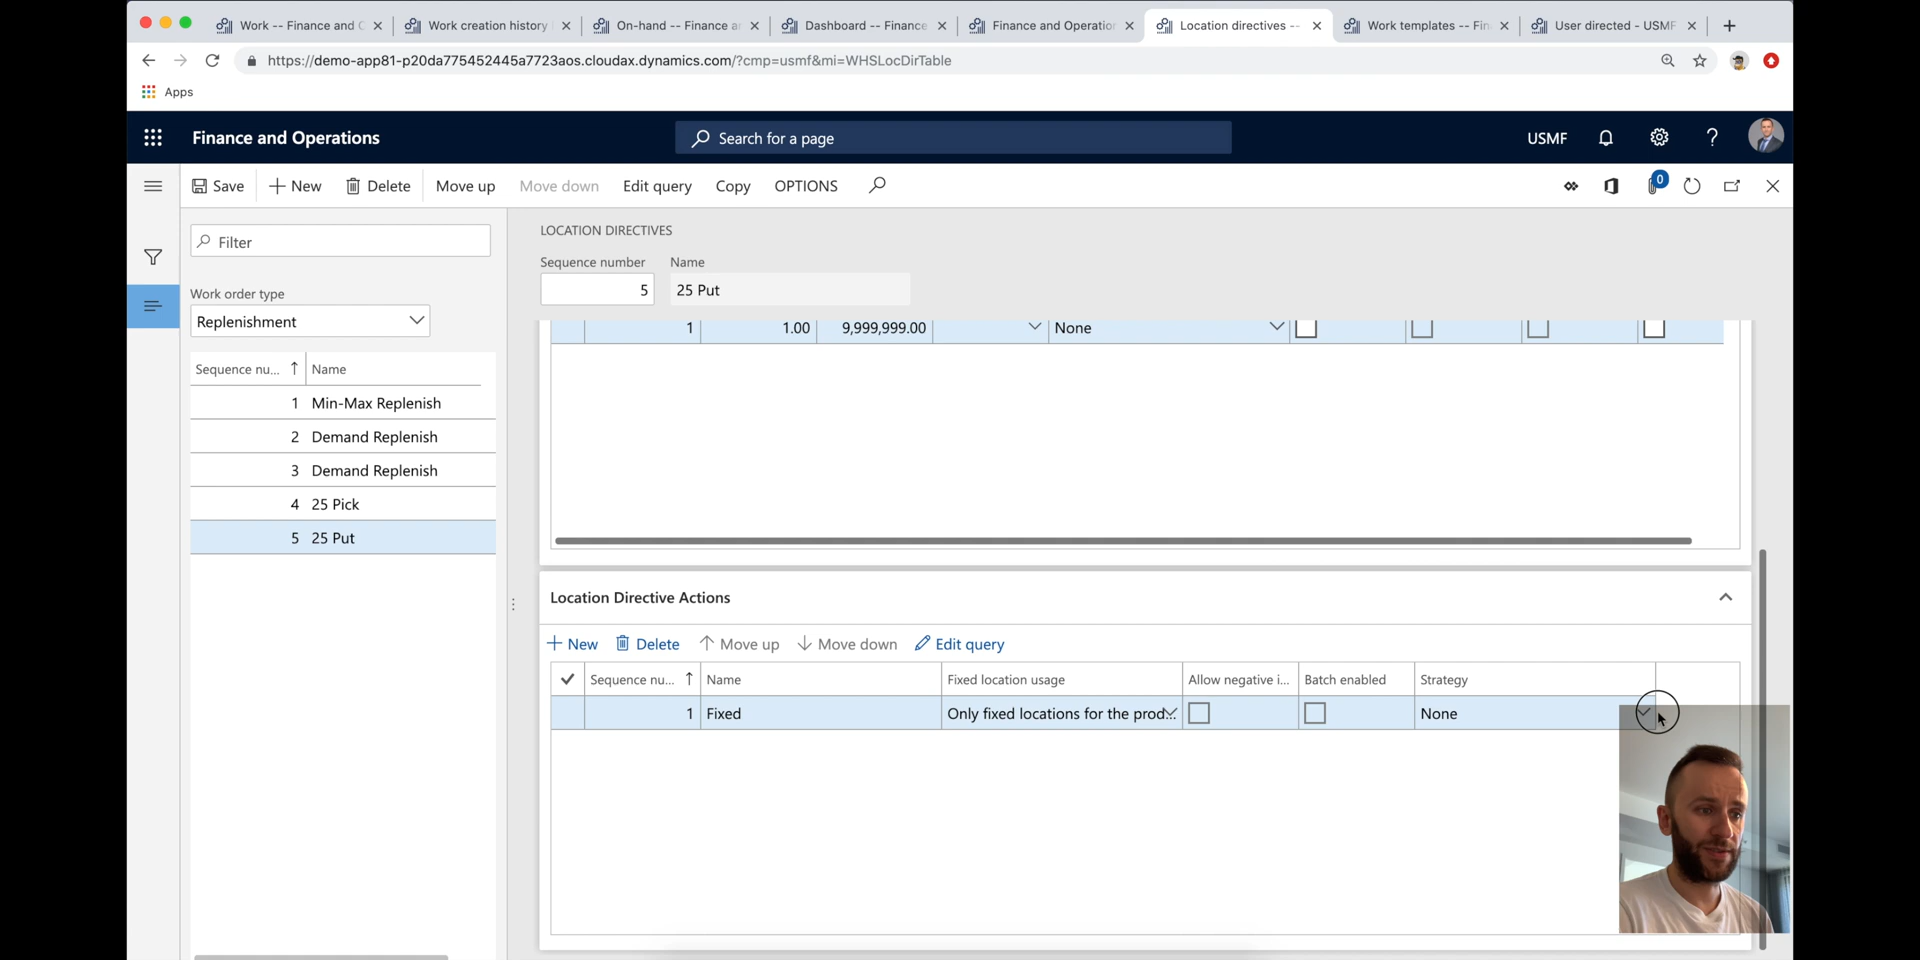 Work -- Finance and O
Work creation history
On-hand -- Finance a
Dashboard -- Finance
Finance and Operation
Location directives --
Work templates -- Fin
User directed - USMF
https://demo-app81-p20da775452445a7723aos.cloudax.dynamics.com/?cmp=usmf&mi=WHSLocDirTable
Apps
Finance and Operations
Search for a page
USMF
?
Save
New
Delete
Move up
Move down
Edit query
Copy
OPTIONS
0
Filter
Work order type
Replenishment
Sequence nu... Name
1 Min-Max Replenish
2 Demand Replenish
3 Demand Replenish
4 25 Pick
5 25 Put
LOCATION DIRECTIVES
Sequence number Name
5 25 Put
1 1.00 9,999,999.00 None
Location Directive Actions
New Delete Move up Move down Edit query
Sequence nu... Name Fixed location usage Allow negative i... Batch enabled Strategy
1 Fixed Only fixed locations for the prod... None